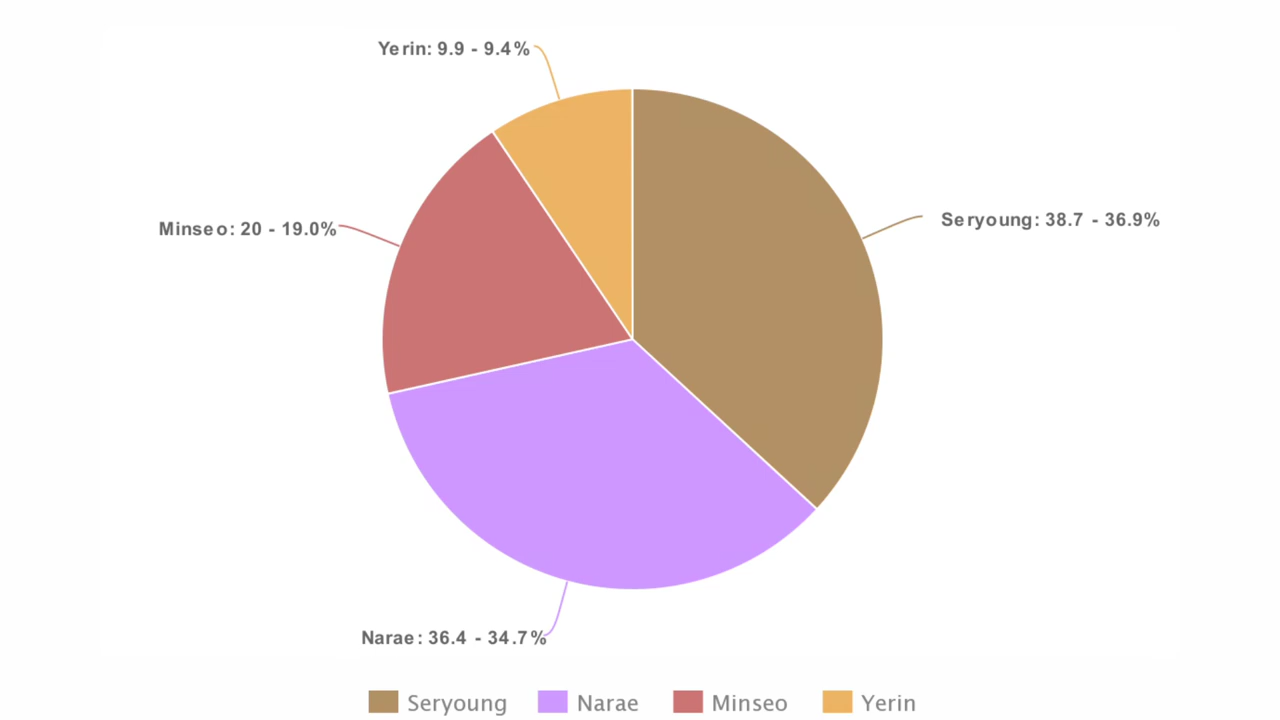 Yerin: 9.9 - 9.4%
Seryoung: 38.7 - 36.9%
Minseo: 20 - 19.0%
Narae: 36.4 - 34.7%
Seryoung Narae Minseo Yerin